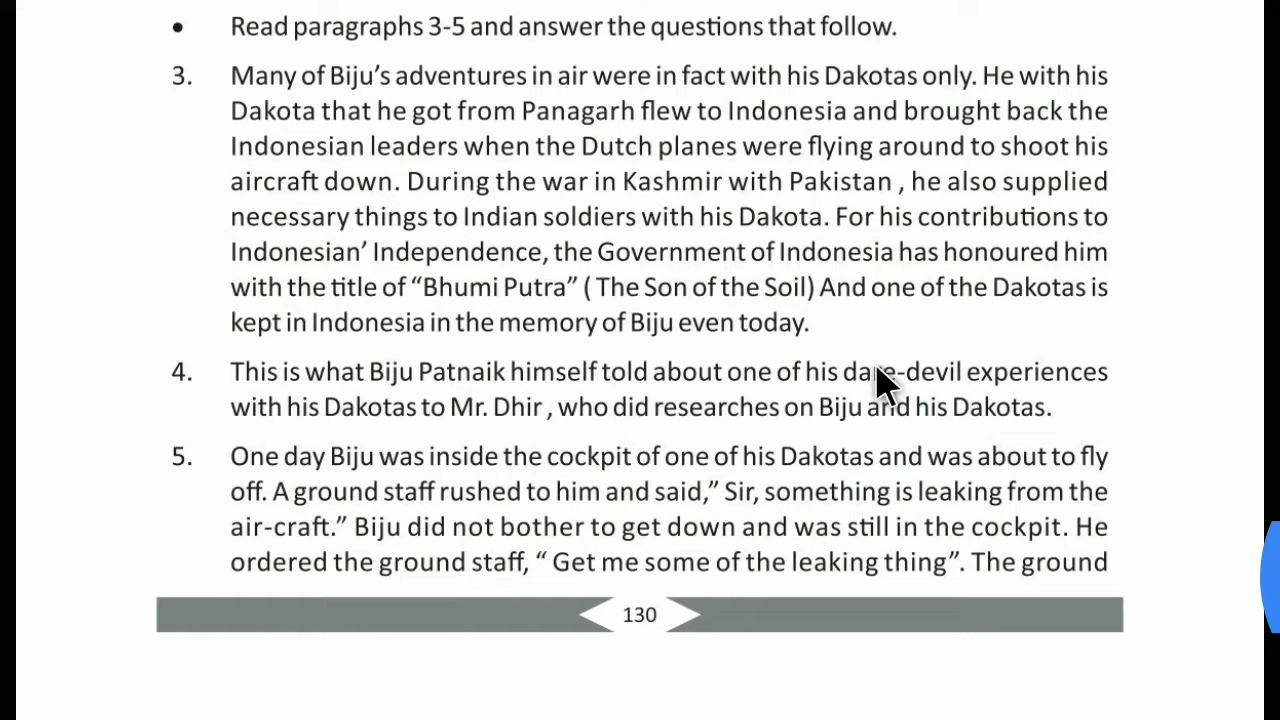 • Read paragraphs 3-5 and answer the questions that follow.
3. Many of Biju’s adventures in air were in fact with his Dakotas only. He with his
Dakota that he got from Panagarh flew to Indonesia and brought back the
Indonesian leaders when the Dutch planes were flying around to shoot his
aircraft down. During the war in Kashmir with Pakistan , he also supplied
necessary things to Indian soldiers with his Dakota. For his contributions to
Indonesian’ Independence, the Government of Indonesia has honoured him
with the title of “Bhumi Putra” ( The Son of the Soil) And one of the Dakotas is
kept in Indonesia in the memory of Biju even today.
4. This is what Biju Patnaik himself told about one of his dare-devil experiences
with his Dakotas to Mr. Dhir , who did researches on Biju and his Dakotas.
5. One day Biju was inside the cockpit of one of his Dakotas and was about to fly
off. A ground staff rushed to him and said,” Sir, something is leaking from the
air-craft.” Biju did not bother to get down and was still in the cockpit. He
ordered the ground staff, “ Get me some of the leaking thing”. The ground
130